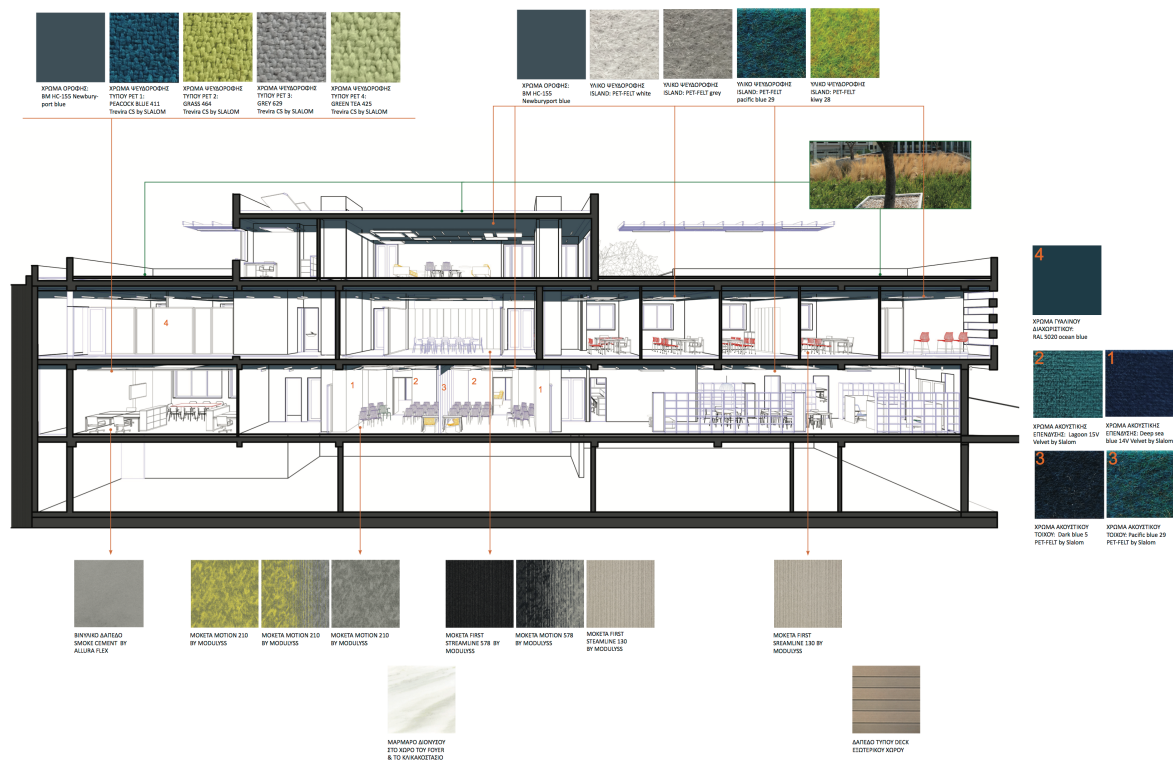 ΧΡΩΜΑ ΟΡΟΦΗΣ:
BM HC-155 Newbury-
port blue
ΧΡΩΜΑ ΨΕΥΔΟΡΟΦΗΣ
ΤΥΠΟΥ PET 1:
PEACOCK BLUE 411
Trevira CS by SLALOM
ΧΡΩΜΑ ΨΕΥΔΟΡΟΦΗΣ
ΤΥΠΟΥ PET 2:
GRASS 464
Trevira CS by SLALOM
ΧΡΩΜΑ ΨΕΥΔΟΡΟΦΗΣ
ΤΥΠΟΥ PET 3:
GREY 629
Trevira CS by SLALOM
ΧΡΩΜΑ ΨΕΥΔΟΡΟΦΗΣ
ΤΥΠΟΥ PET 4:
GREEN TEA 425
Trevira CS by SLALOM
ΧΡΩΜΑ ΟΡΟΦΗΣ:
BM HC-155
Newburyport blue
ΥΛΙΚΟ ΨΕΥΔΟΡΟΦΗΣ
ISLAND: PET-FELT white
ΥΛΙΚΟ ΨΕΥΔΟΡΟΦΗΣ
ISLAND: PET-FELT grey
ΥΛΙΚΟ ΨΕΥΔΟΡΟΦΗΣ
ISLAND: PET-FELT
pacific blue 29
ΥΛΙΚΟ ΨΕΥΔΟΡΟΦΗΣ
ISLAND: PET-FELT
kiwy 28
4
1
2
3
2
1
4
ΧΡΩΜΑ ΓΥΑΛΙΝΟΥ
ΔΙΑΧΩΡΙΣΤΙΚΟΥ:
RAL 5020 ocean blue
2
ΧΡΩΜΑ ΑΚΟΥΣΤΙΚΗΣ
ΕΠΕΝΔΥΣΗΣ: Lagoon 15V
Velvet by Slalom
1
ΧΡΩΜΑ ΑΚΟΥΣΤΙΚΗΣ
ΕΠΕΝΔΥΣΗΣ: Deep sea
blue 14V Velvet by Slalom
3
ΧΡΩΜΑ ΑΚΟΥΣΤΙΚΟΥ
ΤΟΙΧΟΥ: Dark blue 5
PET-FELT by Slalom
3
ΧΡΩΜΑ ΑΚΟΥΣΤΙΚΟΥ
ΤΟΙΧΟΥ: Pacific blue 29
PET-FELT by Slalom
ΒΙΝΥΛΙΚΟ ΔΑΠΕΔΟ
SMOKE CEMENT BY
ALLURA FLEX
ΜΟΚΕΤΑ MOTION 210
BY MODULYSS
ΜΟΚΕΤΑ MOTION 210
BY MODULYSS
ΜΟΚΕΤΑ MOTION 210
BY MODULYSS
ΜΟΚΕΤΑ FIRST
STREAMLINE 578 BY
MODULYSS
ΜΟΚΕΤΑ MOTION 578
BY MODULYSS
ΜΟΚΕΤΑ FIRST
STEAMLINE 130
BY MODULYSS
ΜΟΚΕΤΑ FIRST
SREAMLINE 130 BY
MODULYSS
ΜΑΡΜΑΡΟ ΔΙΟΝΥΣΟΥ
ΣΤΟ ΧΩΡΟ ΤΟΥ FOYER
& ΤΟ ΚΛΙΚΑΚΟΣΤΑΣΙΟ
ΔΑΠΕΔΟ ΤΥΠΟΥ DECK
ΕΞΩΤΕΡΙΚΟΥ ΧΩΡΟΥ